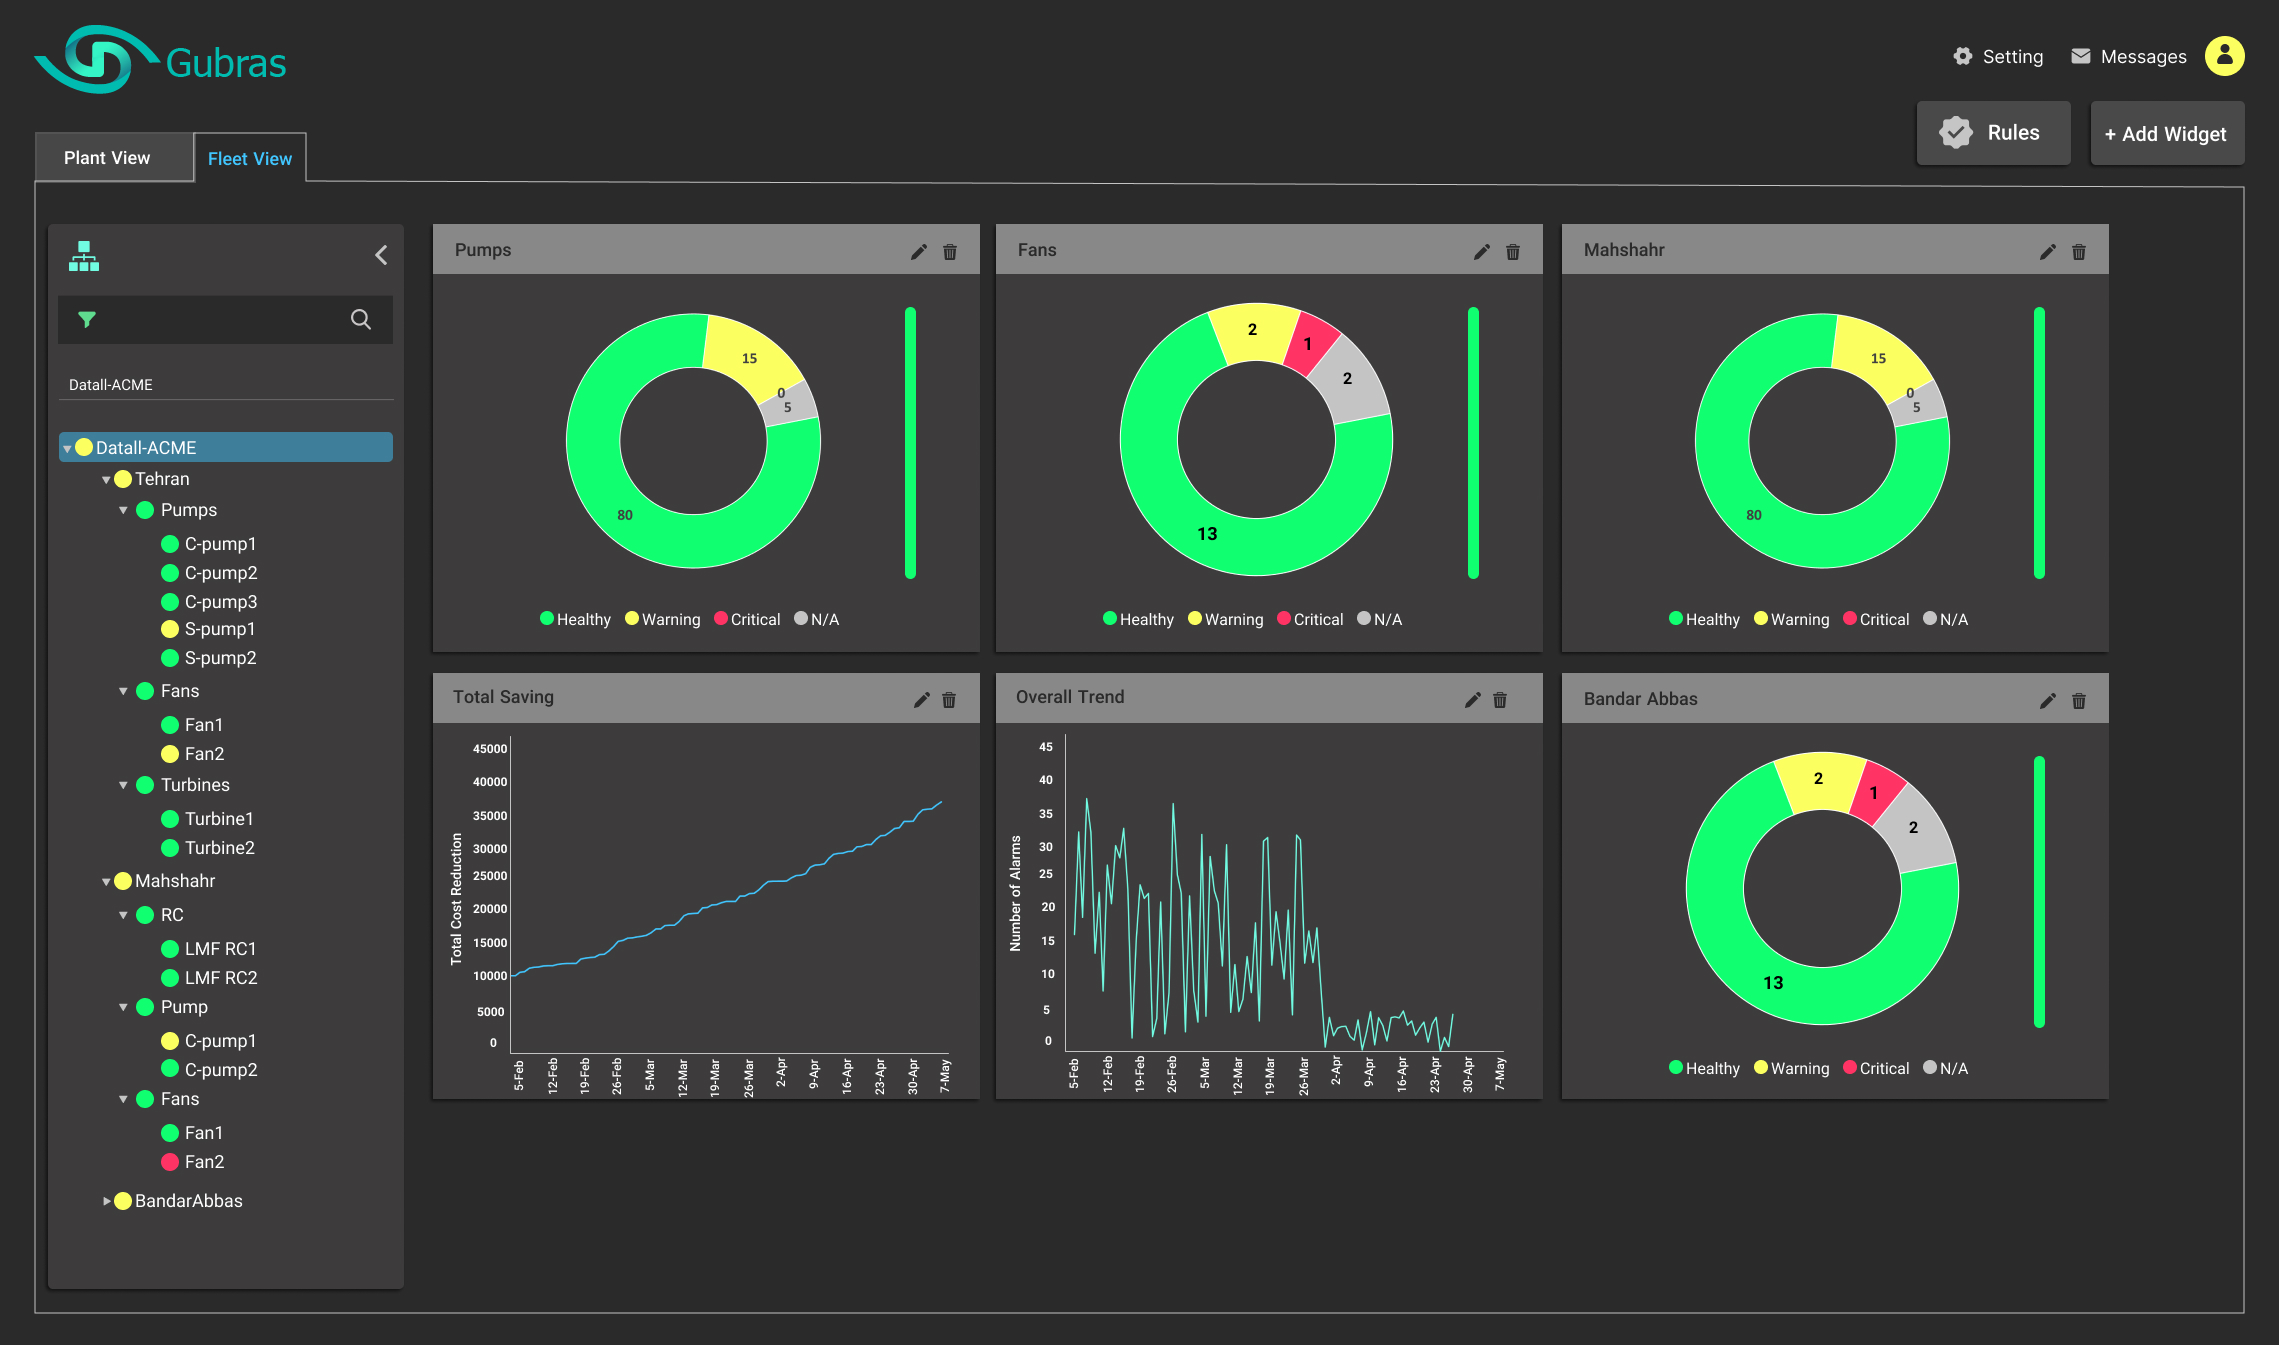 Gubras
Setting
Messages
Rules
+ Add Widget
Plant View
Fleet View
Datall-ACME
Datall-ACME
Tehran
Pumps
C-pump1
C-pump2
C-pump3
S-pump1
S-pump2
Fans
Fan1
Fan2
Turbines
Turbine1
Turbine2
Mahshahr
RC
LMF RC1
LMF RC2
Pump
C-pump1
C-pump2
Fans
Fan1
Fan2
BandarAbbas
Pumps
15
0
5
80
Healthy Warning Critical N/A
Fans
2
1
2
13
Healthy Warning Critical N/A
Mahshahr
15
0
5
80
Healthy Warning Critical N/A
Total Saving
Total Cost Reduction
45000
40000
35000
30000
25000
20000
15000
10000
5000
0
5-Feb 12-Feb 19-Feb 26-Feb 5-Mar 12-Mar 19-Mar 26-Mar 2-Apr 9-Apr 16-Apr 23-Apr 30-Apr 7-May
Overall Trend
Number of Alarms
45
40
35
30
25
20
15
10
5
0
5-Feb 12-Feb 19-Feb 26-Feb 5-Mar 12-Mar 19-Mar 26-Mar 2-Apr 9-Apr 16-Apr 23-Apr 30-Apr 7-May
Bandar Abbas
2
1
2
13
Healthy Warning Critical N/A